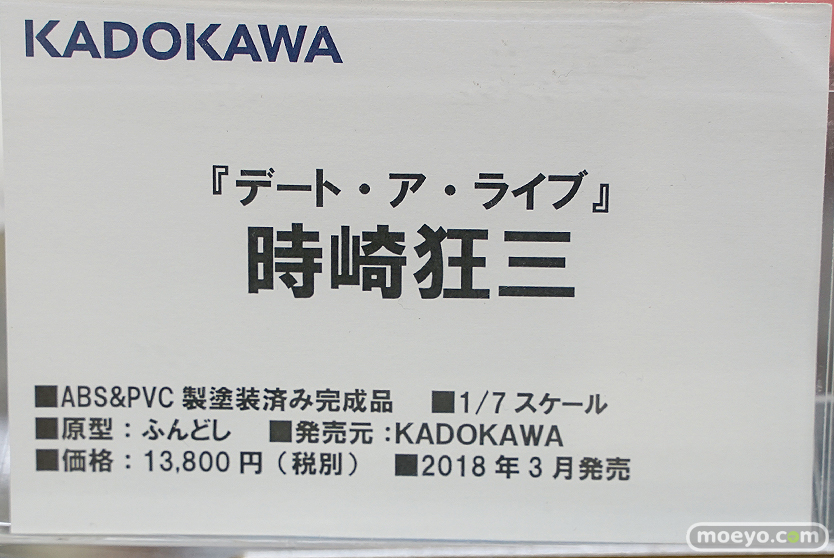 KADOKAWA
『デート・ア・ライブ』
時崎狂三
■ABS&PVC 製塗装済み完成品 ■1/7 スケール
■原型：ふんどし ■発売元：KADOKAWA
■価格：13,800 円（税別） ■2018 年 3 月発売
moeyo.com